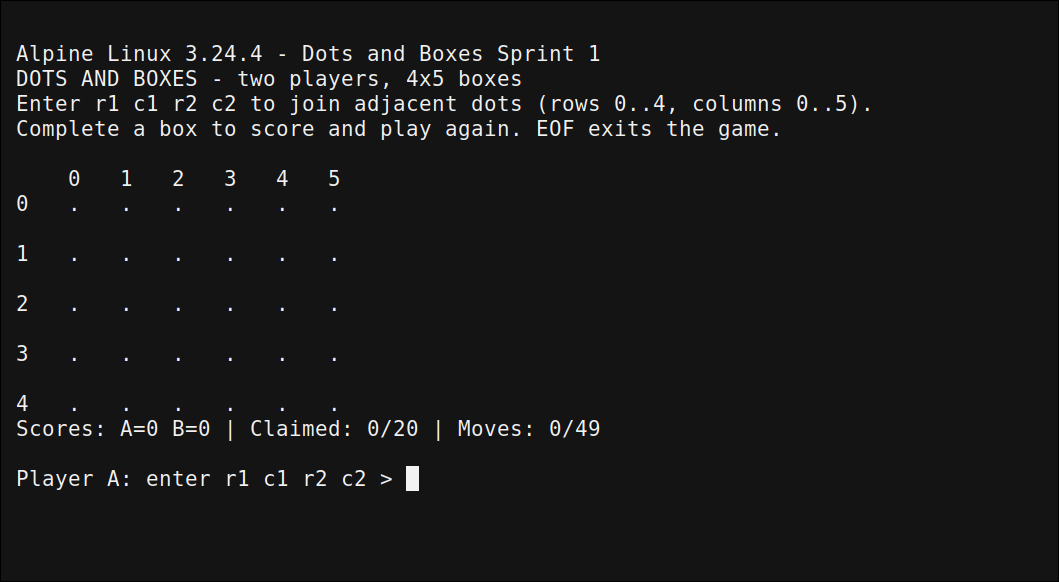 Alpine Linux 3.24.4 - Dots and Boxes Sprint 1
DOTS AND BOXES - two players, 4x5 boxes
Enter r1 c1 r2 c2 to join adjacent dots (rows 0..4, columns 0..5).
Complete a box to score and play again. EOF exits the game.
    0   1   2   3   4   5
0   .   .   .   .   .   .
1   .   .   .   .   .   .
2   .   .   .   .   .   .
3   .   .   .   .   .   .
4   .   .   .   .   .   .
Scores: A=0 B=0 | Claimed: 0/20 | Moves: 0/49
Player A: enter r1 c1 r2 c2 >